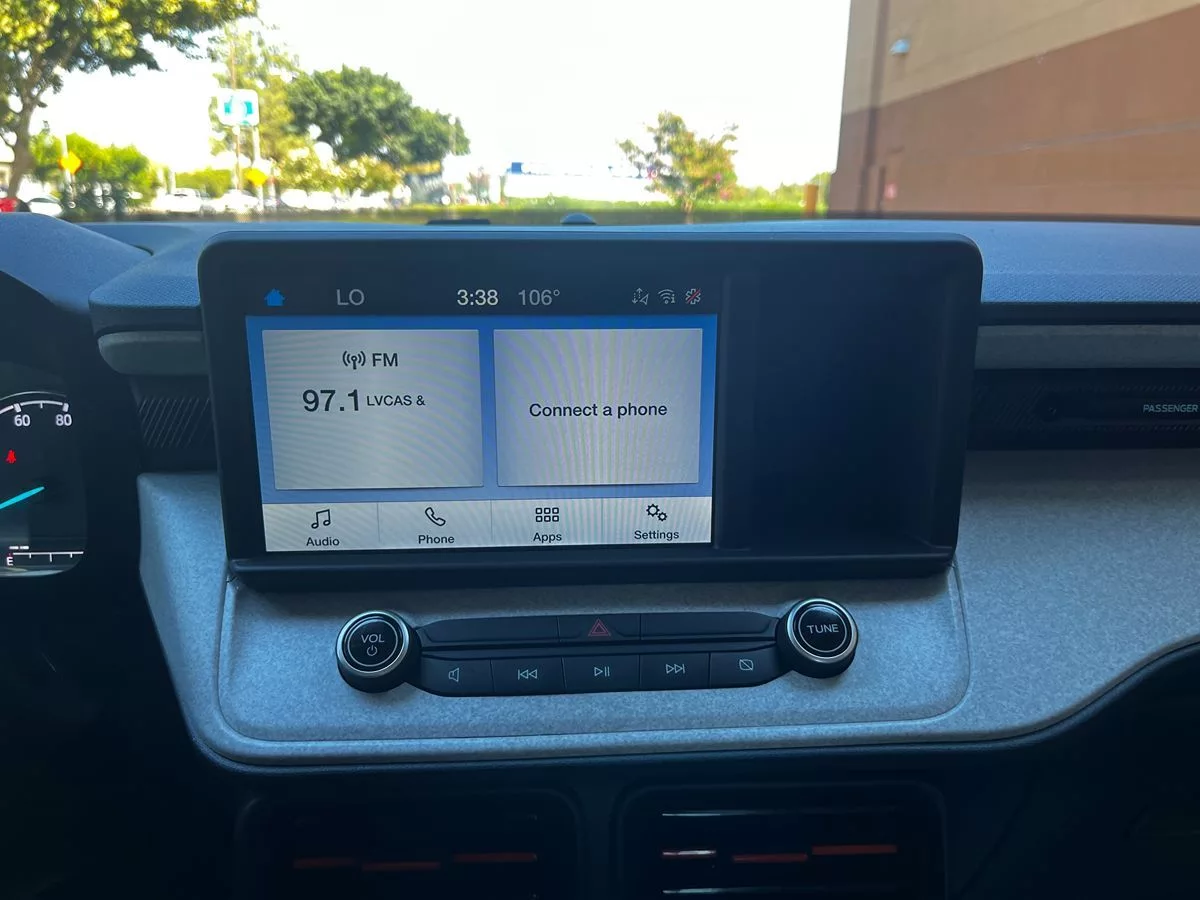 LO
3:38
106°
FM
97.1 LVCAS &
Connect a phone
Audio
Phone
Apps
Settings
60
80
E
PASSENGER
VOL
TUNE